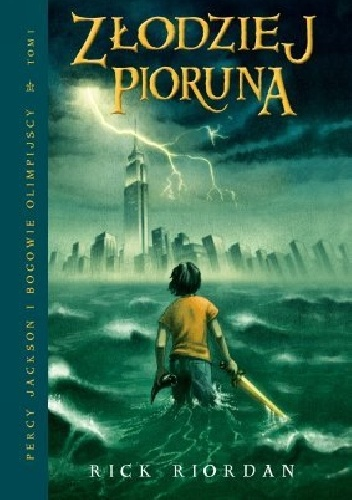 ZŁODZIEJ
PIORUNA
PERCY JACKSON I BOGOWIE OLIMPIJSCY TOM I
RICK RIORDAN